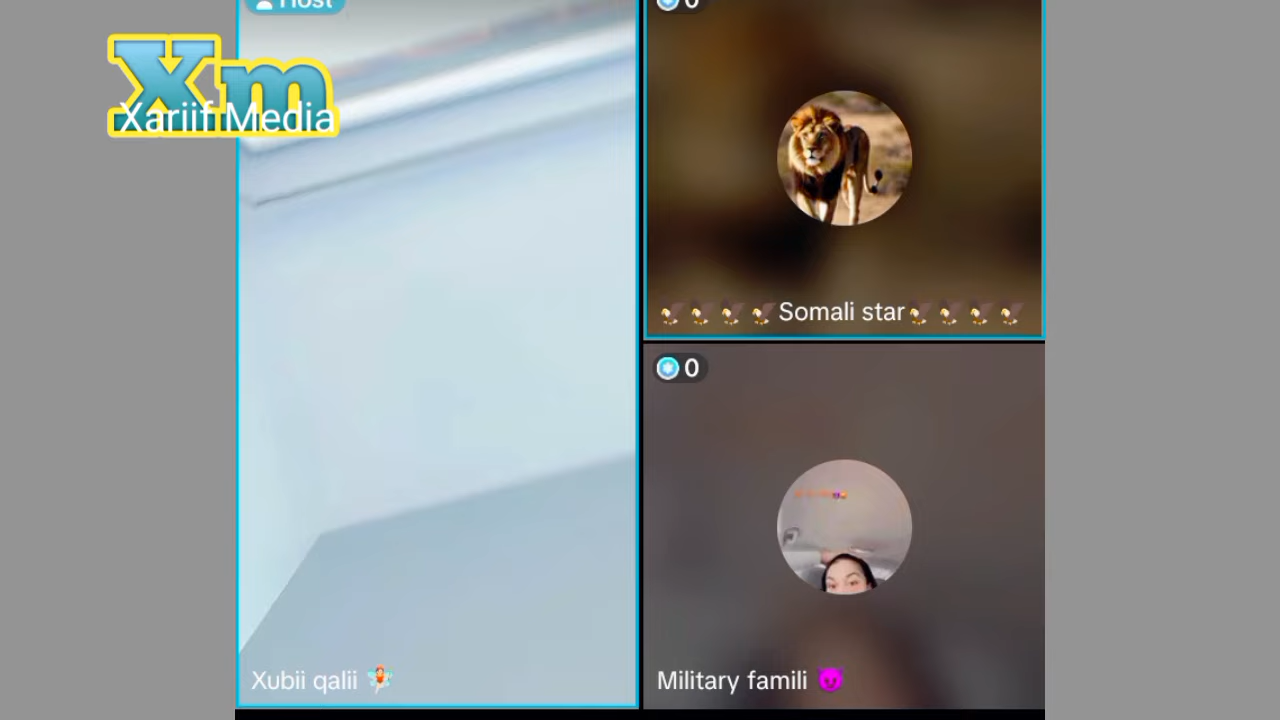 Host
0
Xm
Xariif Media
Somali star
0
Xubii qalii
Military famili